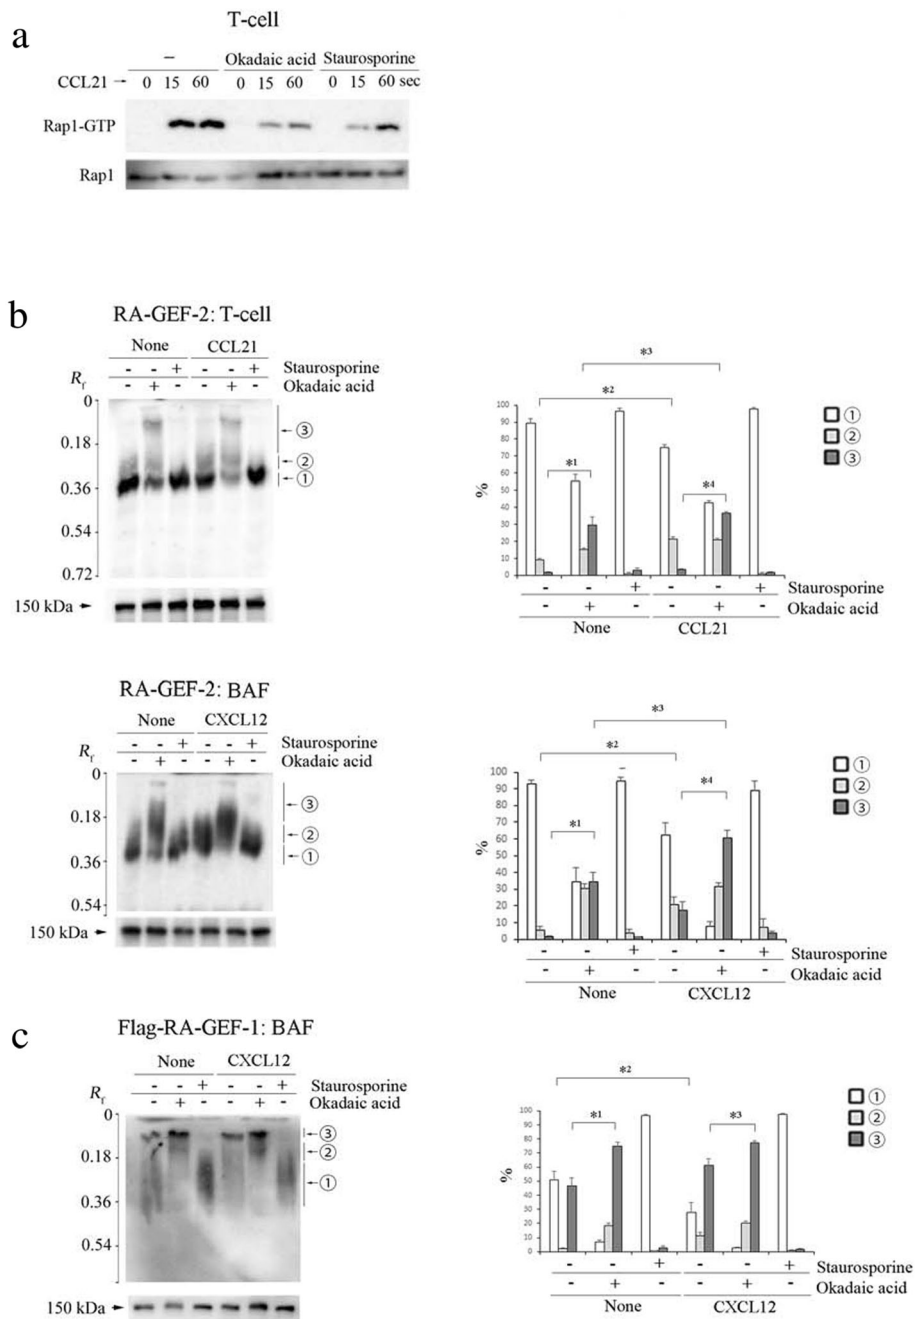 a
T-cell
– Okadaic acid Staurosporine
CCL21 → 0 15 60 0 15 60 0 15 60 sec
Rap1-GTP
Rap1
b
RA-GEF-2: T-cell
None CCL21
- - + - - + Staurosporine
- + - - + - Okadaic acid
Rf
0
0.18
0.36
0.54
0.72
③
②
①
150 kDa
*3
*2
*1
*4
①
②
③
%
100
90
80
70
60
50
40
30
20
10
0
- - + - - + Staurosporine
- + - - + - Okadaic acid
None CCL21
RA-GEF-2: BAF
None CXCL12
- - + - - + Staurosporine
- + - - + - Okadaic acid
Rf
0
0.18
0.36
0.54
③
②
①
150 kDa
*3
*2
*4
*1
①
②
③
%
100
90
80
70
60
50
40
30
20
10
0
- - + - - + Staurosporine
- + - - + - Okadaic acid
None CXCL12
c
Flag-RA-GEF-1: BAF
None CXCL12
- - + - - + Staurosporine
- + - - + - Okadaic acid
Rf
0
0.18
0.36
0.54
③
②
①
150 kDa
*2
*1
*3
①
②
③
%
100
90
80
70
60
50
40
30
20
10
0
- - + - - + Staurosporine
- + - - + - Okadaic acid
None CXCL12